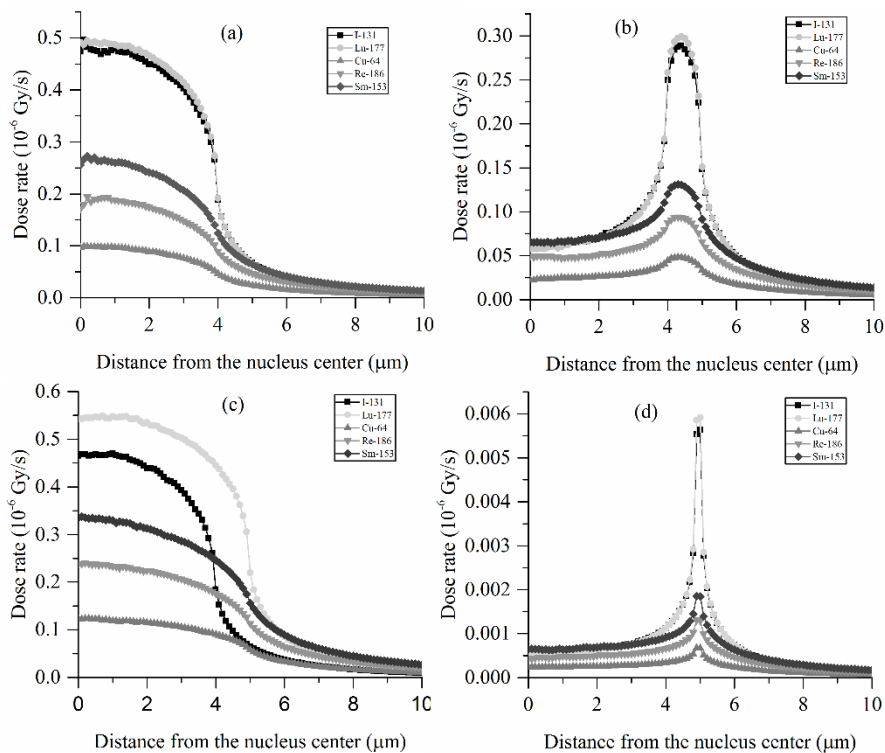 (a)
I-131
Lu-177
Cu-64
Re-186
Sm-153
Dose rate (10⁻⁶ Gy/s)
0.5
0.4
0.3
0.2
0.1
0.0
0 2 4 6 8 10
Distance from the nucleus center (μm)
(b)
I-131
Lu-177
Cu-64
Re-186
Sm-153
Dose rate (10⁻⁶ Gy/s)
0.30
0.25
0.20
0.15
0.10
0.05
0.00
0 2 4 6 8 10
Distance from the nucleus center (μm)
(c)
I-131
Lu-177
Cu-64
Re-186
Sm-153
Dose rate (10⁻⁶ Gy/s)
0.6
0.5
0.4
0.3
0.2
0.1
0.0
0 2 4 6 8 10
Distance from the nucleus center (μm)
(d)
I-131
Lu-177
Cu-64
Re-186
Sm-153
Dose rate (10⁻⁶ Gy/s)
0.006
0.005
0.004
0.003
0.002
0.001
0.000
0 2 4 6 8 10
Distance from the nucleus center (μm)